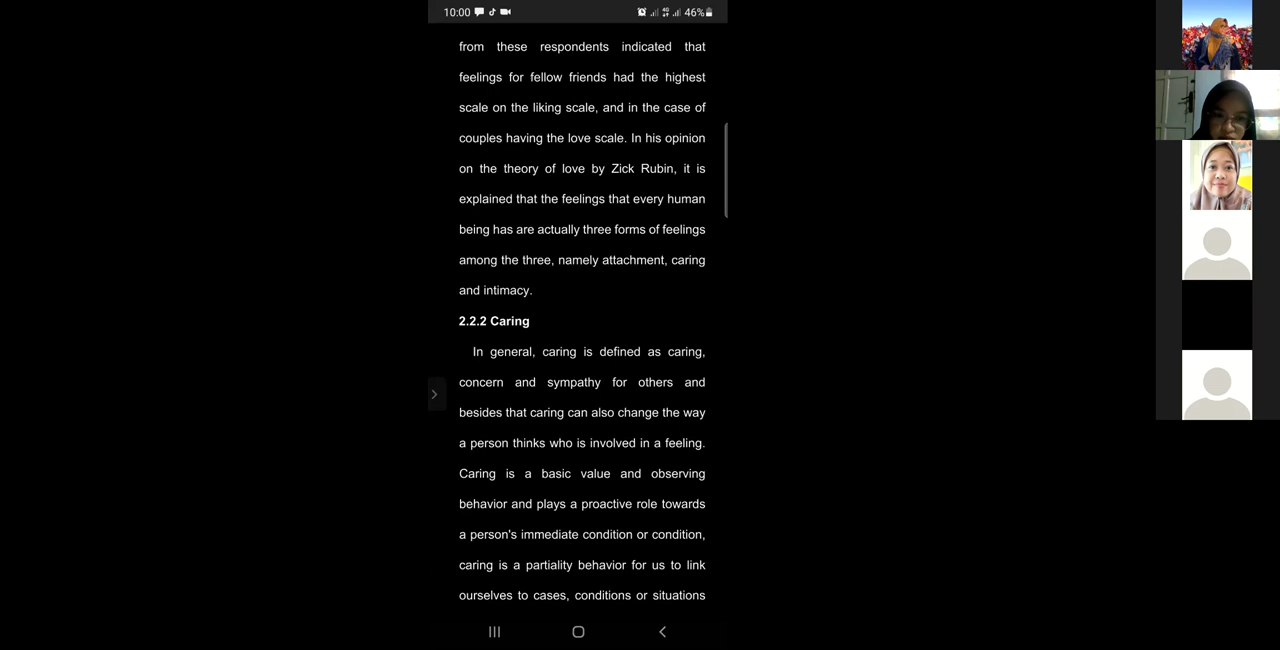 10:00
46%
from these respondents indicated that
feelings for fellow friends had the highest
scale on the liking scale, and in the case of
couples having the love scale. In his opinion
on the theory of love by Zick Rubin, it is
explained that the feelings that every human
being has are actually three forms of feelings
among the three, namely attachment, caring
and intimacy.
2.2.2 Caring
In general, caring is defined as caring,
concern and sympathy for others and
besides that caring can also change the way
a person thinks who is involved in a feeling.
Caring is a basic value and observing
behavior and plays a proactive role towards
a person's immediate condition or condition,
caring is a partiality behavior for us to link
ourselves to cases, conditions or situations